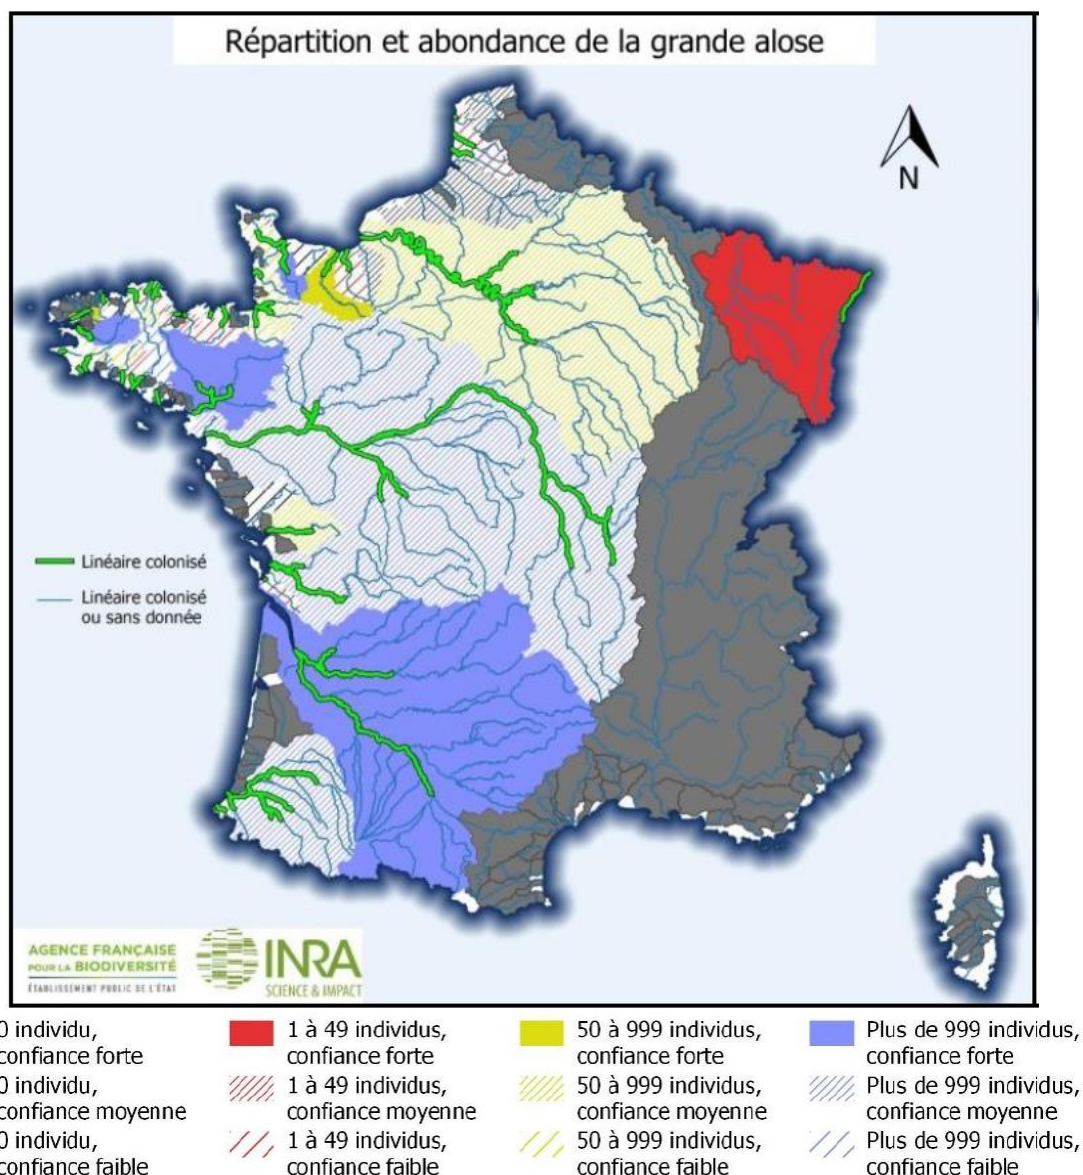 Répartition et abondance de la grande alose
N
Linéaire colonisé
Linéaire colonisé
ou sans donnée
AGENCE FRANÇAISE
POUR LA BIODIVERSITÉ
ÉTABLISSEMENT PUBLIC DE L'ÉTAT
INRA
SCIENCE & IMPACT
0 individu,
confiance forte
0 individu,
confiance moyenne
0 individu,
confiance faible
1 à 49 individus,
confiance forte
1 à 49 individus,
confiance moyenne
1 à 49 individus,
confiance faible
50 à 999 individus,
confiance forte
50 à 999 individus,
confiance moyenne
50 à 999 individus,
confiance faible
Plus de 999 individus,
confiance forte
Plus de 999 individus,
confiance moyenne
Plus de 999 individus,
confiance faible